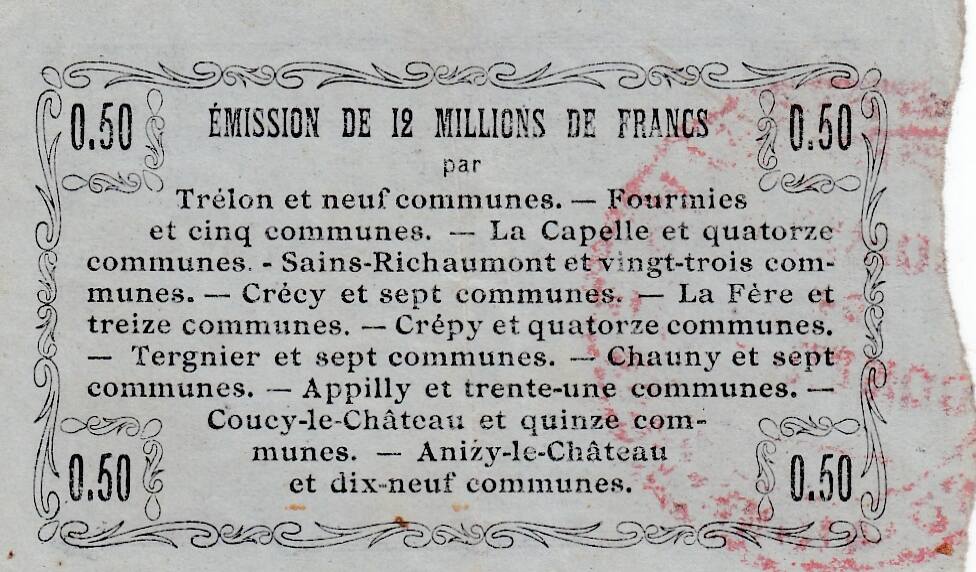 0.50 ÉMISSION DE 12 MILLIONS DE FRANCS 0.50
par
Trélon et neuf communes. — Fourmies
et cinq communes. — La Capelle et quatorze
communes. - Sains-Richaumont et vingt-trois com-
munes. — Crécy et sept communes. — La Fère et
treize communes. — Crépy et quatorze communes.
— Tergnier et sept communes. — Chauny et sept
communes. — Appilly et trente-une communes. —
Coucy-le-Château et quinze com-
munes. — Anizy-le-Château
0.50 et dix-neuf communes. 0.50